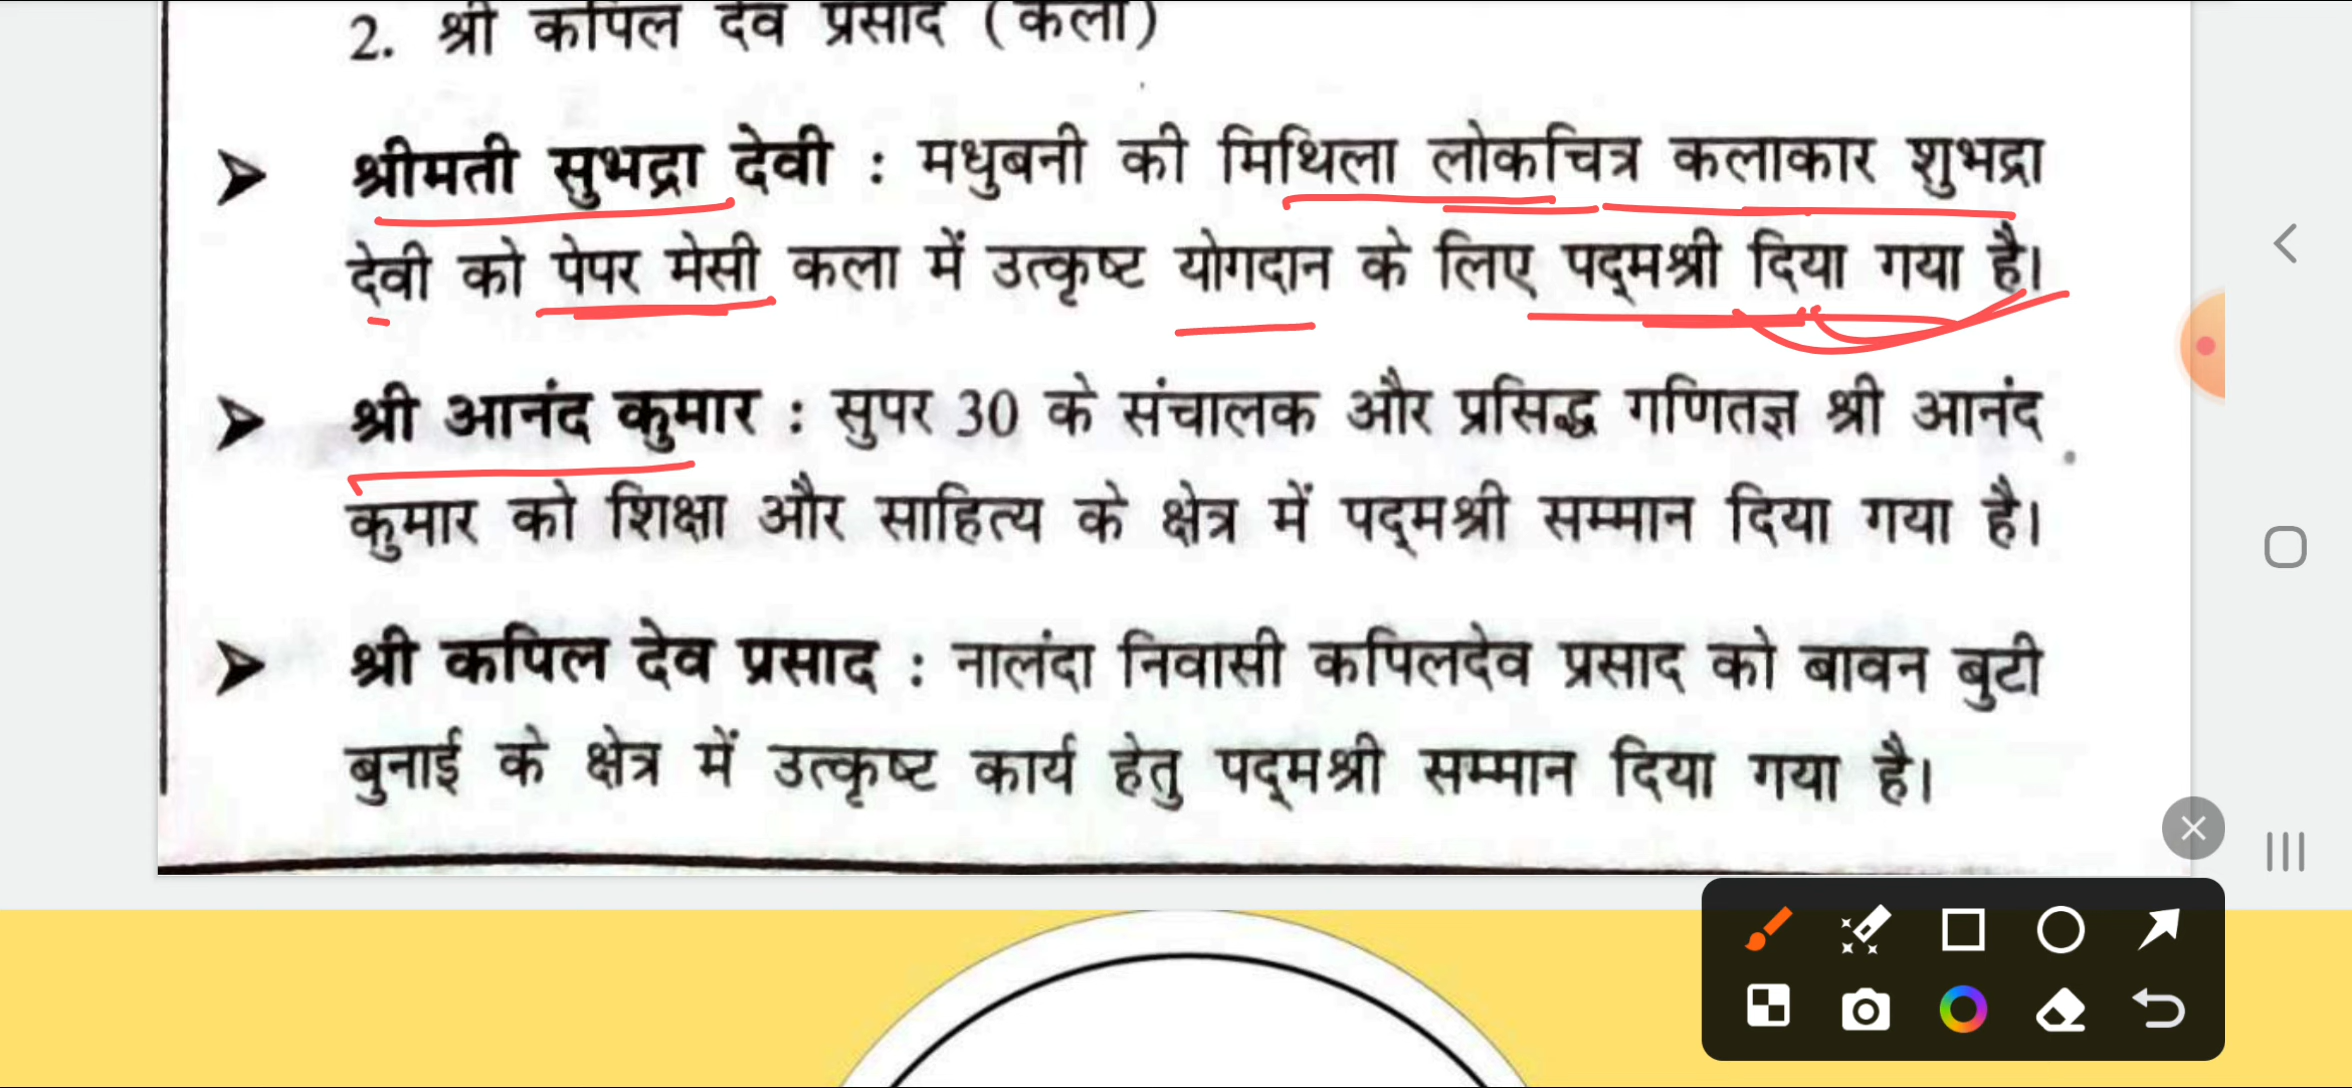 2. श्री कपिल देव प्रसाद (कला)
श्रीमती सुभद्रा देवी : मधुबनी की मिथिला लोकचित्र कलाकार शुभद्रा
देवी को पेपर मेसी कला में उत्कृष्ट योगदान के लिए पद्मश्री दिया गया है।
श्री आनंद कुमार : सुपर 30 के संचालक और प्रसिद्ध गणितज्ञ श्री आनंद
कुमार को शिक्षा और साहित्य के क्षेत्र में पद्मश्री सम्मान दिया गया है।
श्री कपिल देव प्रसाद : नालंदा निवासी कपिलदेव प्रसाद को बावन बुटी
बुनाई के क्षेत्र में उत्कृष्ट कार्य हेतु पद्मश्री सम्मान दिया गया है।